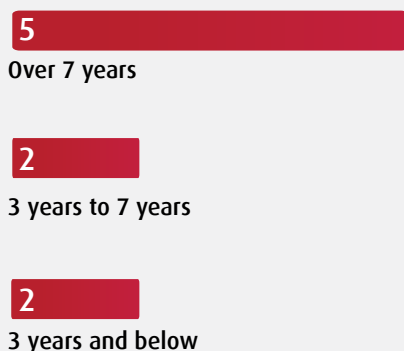 5
Over 7 years
2
3 years to 7 years
2
3 years and below